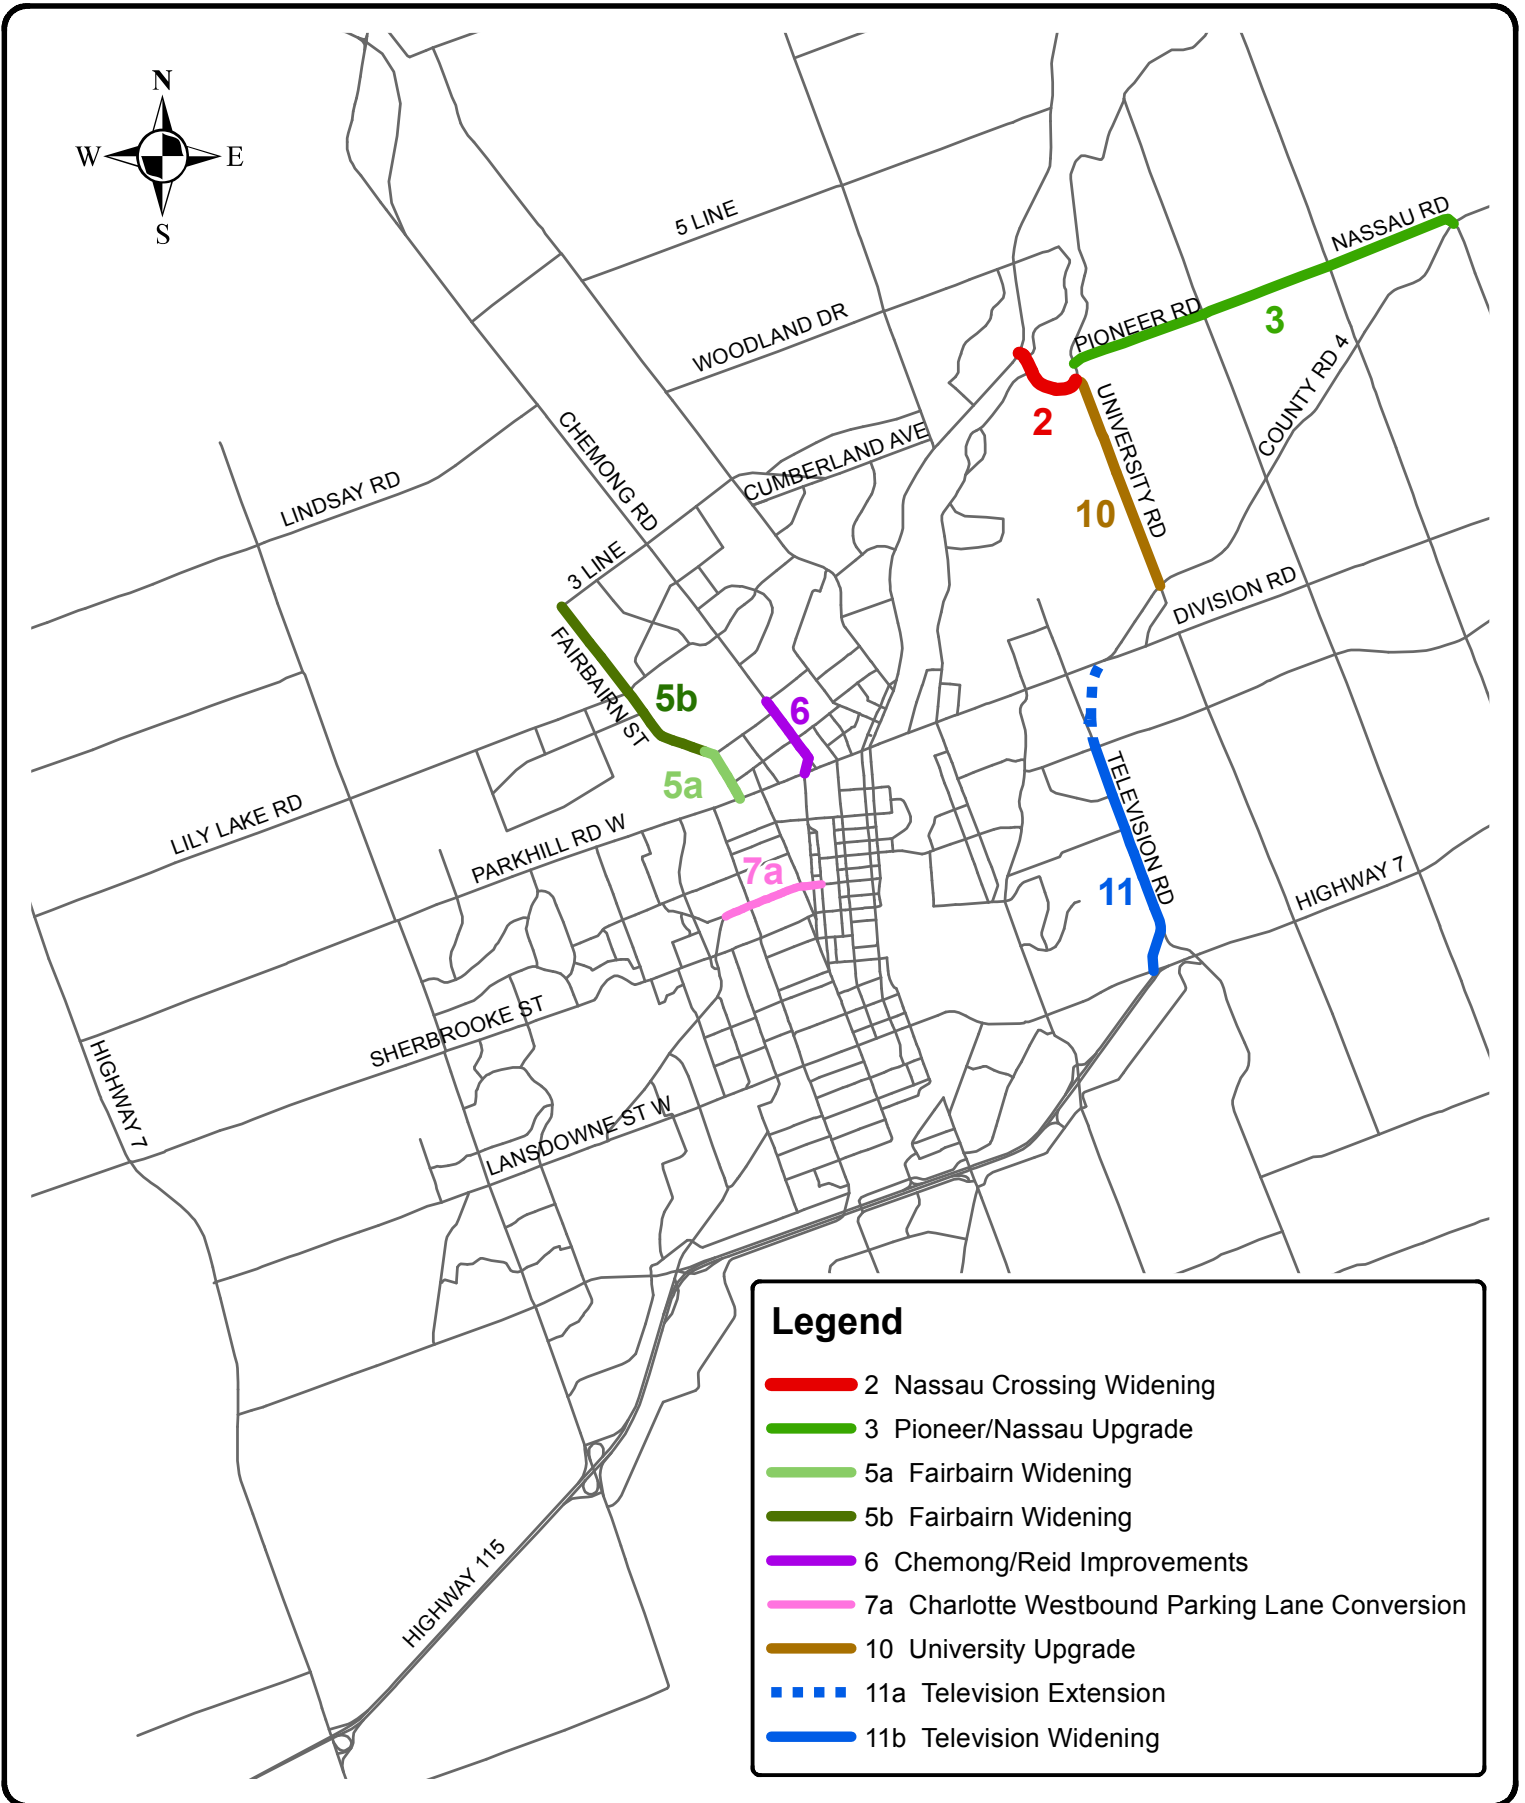 N
W E
S
5 LINE
NASSAU RD
WOODLAND DR
PIONEER RD
3
COUNTY RD 4
2
UNIVERSITY RD
CHEMONG RD
CUMBERLAND AVE
LINDSAY RD
10
3 LINE
DIVISION RD
FAIRBAIRN ST
5b
6
5a
TELEVISION RD
LILY LAKE RD
PARKHILL RD W
7a
11
HIGHWAY 7
SHERBROOKE ST
HIGHWAY 7
LANSDOWNE ST W
HIGHWAY 115
Legend
2 Nassau Crossing Widening
3 Pioneer/Nassau Upgrade
5a Fairbairn Widening
5b Fairbairn Widening
6 Chemong/Reid Improvements
7a Charlotte Westbound Parking Lane Conversion
10 University Upgrade
11a Television Extension
11b Television Widening